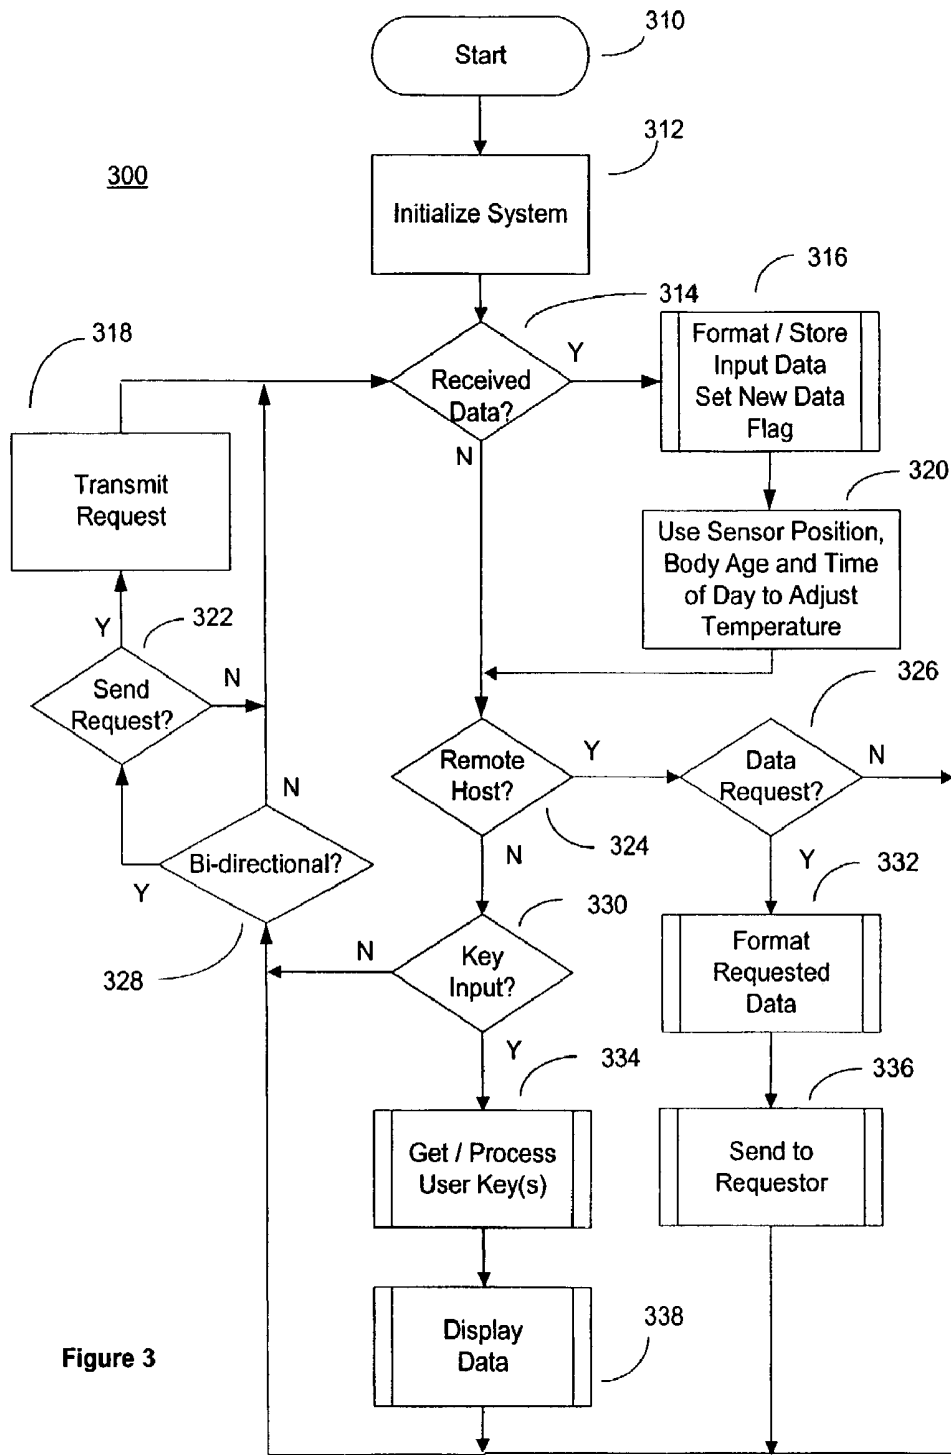 310
Start
312
300
Initialize System
316
314
318
Format / Store
Input Data
Set New Data
Flag
Y
Received
Data?
N
320
Transmit
Request
Use Sensor Position,
Body Age and Time
of Day to Adjust
Temperature
Y
322
N
326
Send
Request?
Remote
Host?
Y
Data
Request?
N
N
324
Bi-directional?
Y
N
Y
332
330
N
328
Key
Input?
Format
Requested
Data
Y
334
336
Get / Process
User Key(s)
Send to
Requestor
Display
Data
338
Figure 3